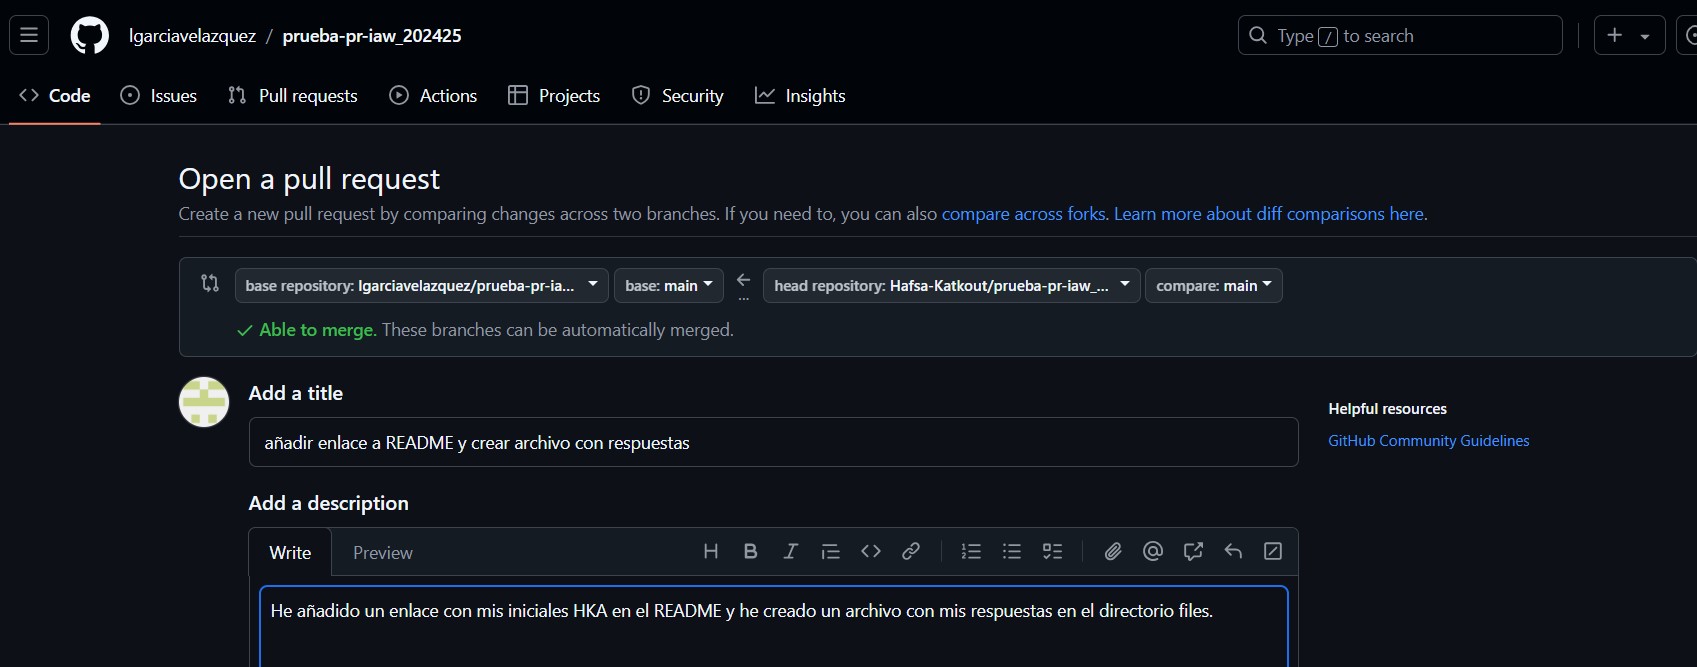 lgarciavelazquez / prueba-pr-iaw_202425
Type / to search
Code Issues Pull requests Actions Projects Security Insights
Open a pull request
Create a new pull request by comparing changes across two branches. If you need to, you can also compare across forks. Learn more about diff comparisons here.
base repository: lgarciavelazquez/prueba-pr-ia... base: main ... head repository: Hafsa-Katkout/prueba-pr-iaw_... compare: main
Able to merge. These branches can be automatically merged.
Add a title
añadir enlace a README y crear archivo con respuestas
Helpful resources
GitHub Community Guidelines
Add a description
Write Preview
He añadido un enlace con mis iniciales HKA en el README y he creado un archivo con mis respuestas en el directorio files.